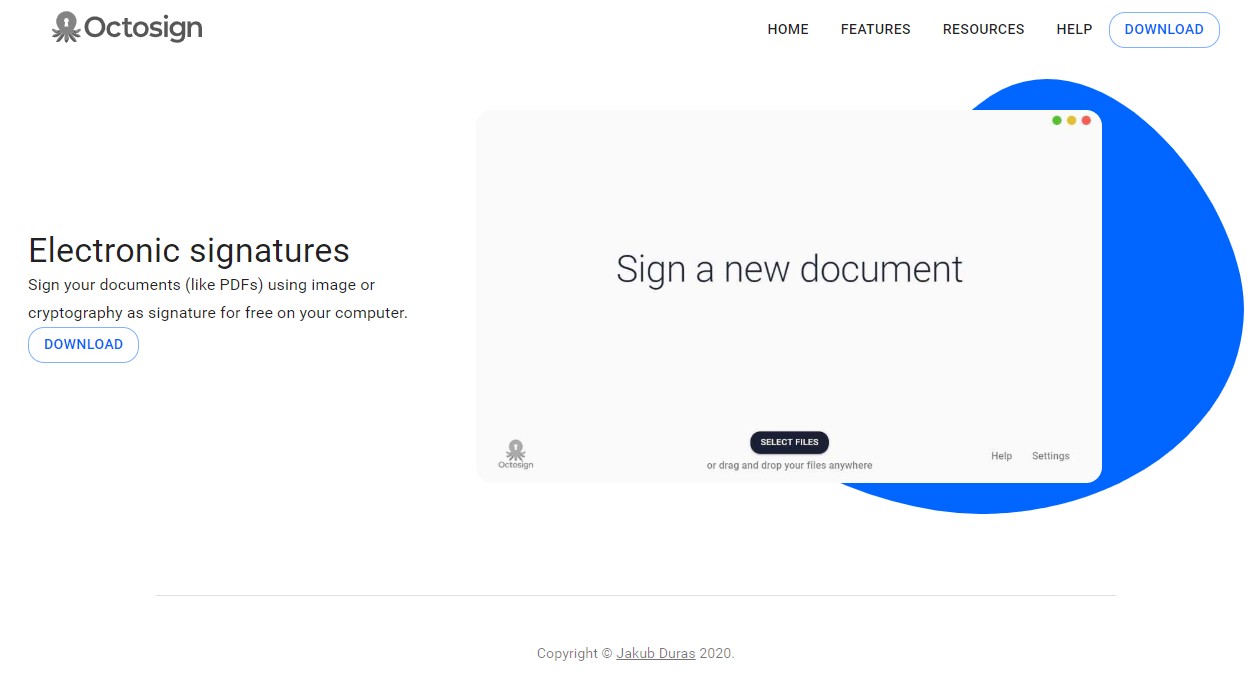 Octosign
HOME FEATURES RESOURCES HELP DOWNLOAD
Electronic signatures
Sign your documents (like PDFs) using image or
cryptography as signature for free on your computer.
DOWNLOAD
Sign a new document
SELECT FILES
or drag and drop your files anywhere
Octosign
Help Settings
Copyright © Jakub Duras 2020.